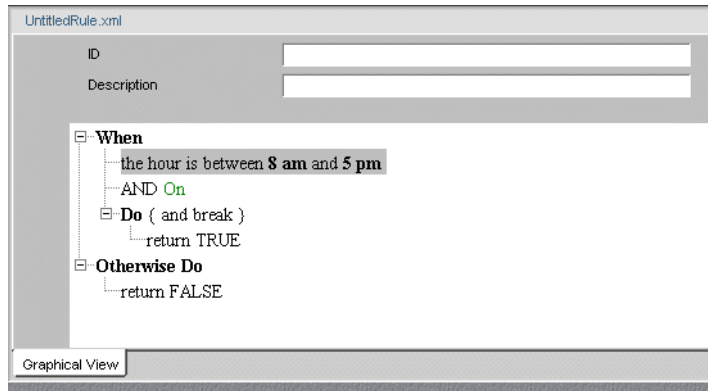 UntitledRule.xml
ID
Description
When
the hour is between 8 am and 5 pm
AND On
Do { and break }
return TRUE
Otherwise Do
return FALSE
Graphical View